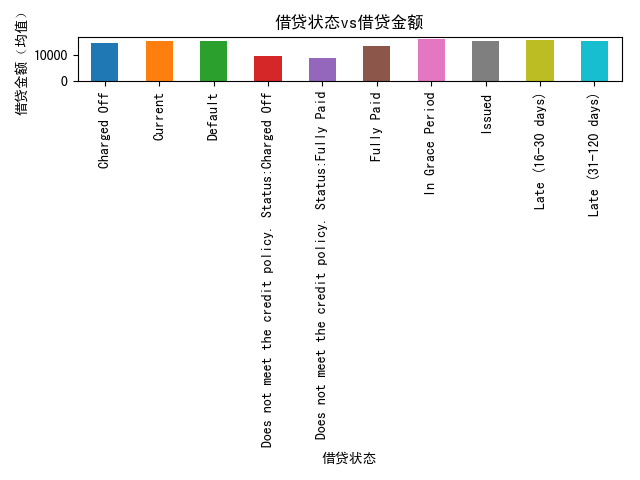 借贷状态vs借贷金额
借贷金额（均值）
10000
0
Charged Off
Current
Default
Does not meet the credit policy. Status:Charged Off
Does not meet the credit policy. Status:Fully Paid
Fully Paid
In Grace Period
Issued
Late (16-30 days)
Late (31-120 days)
借贷状态